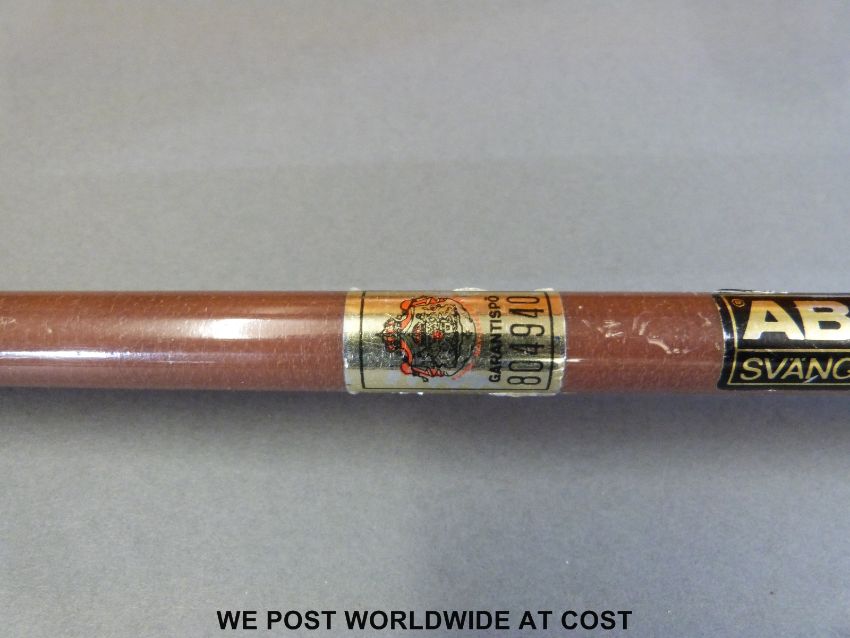 GARANTISPÖ
804940
® AB
SVÄNG
WE POST WORLDWIDE AT COST